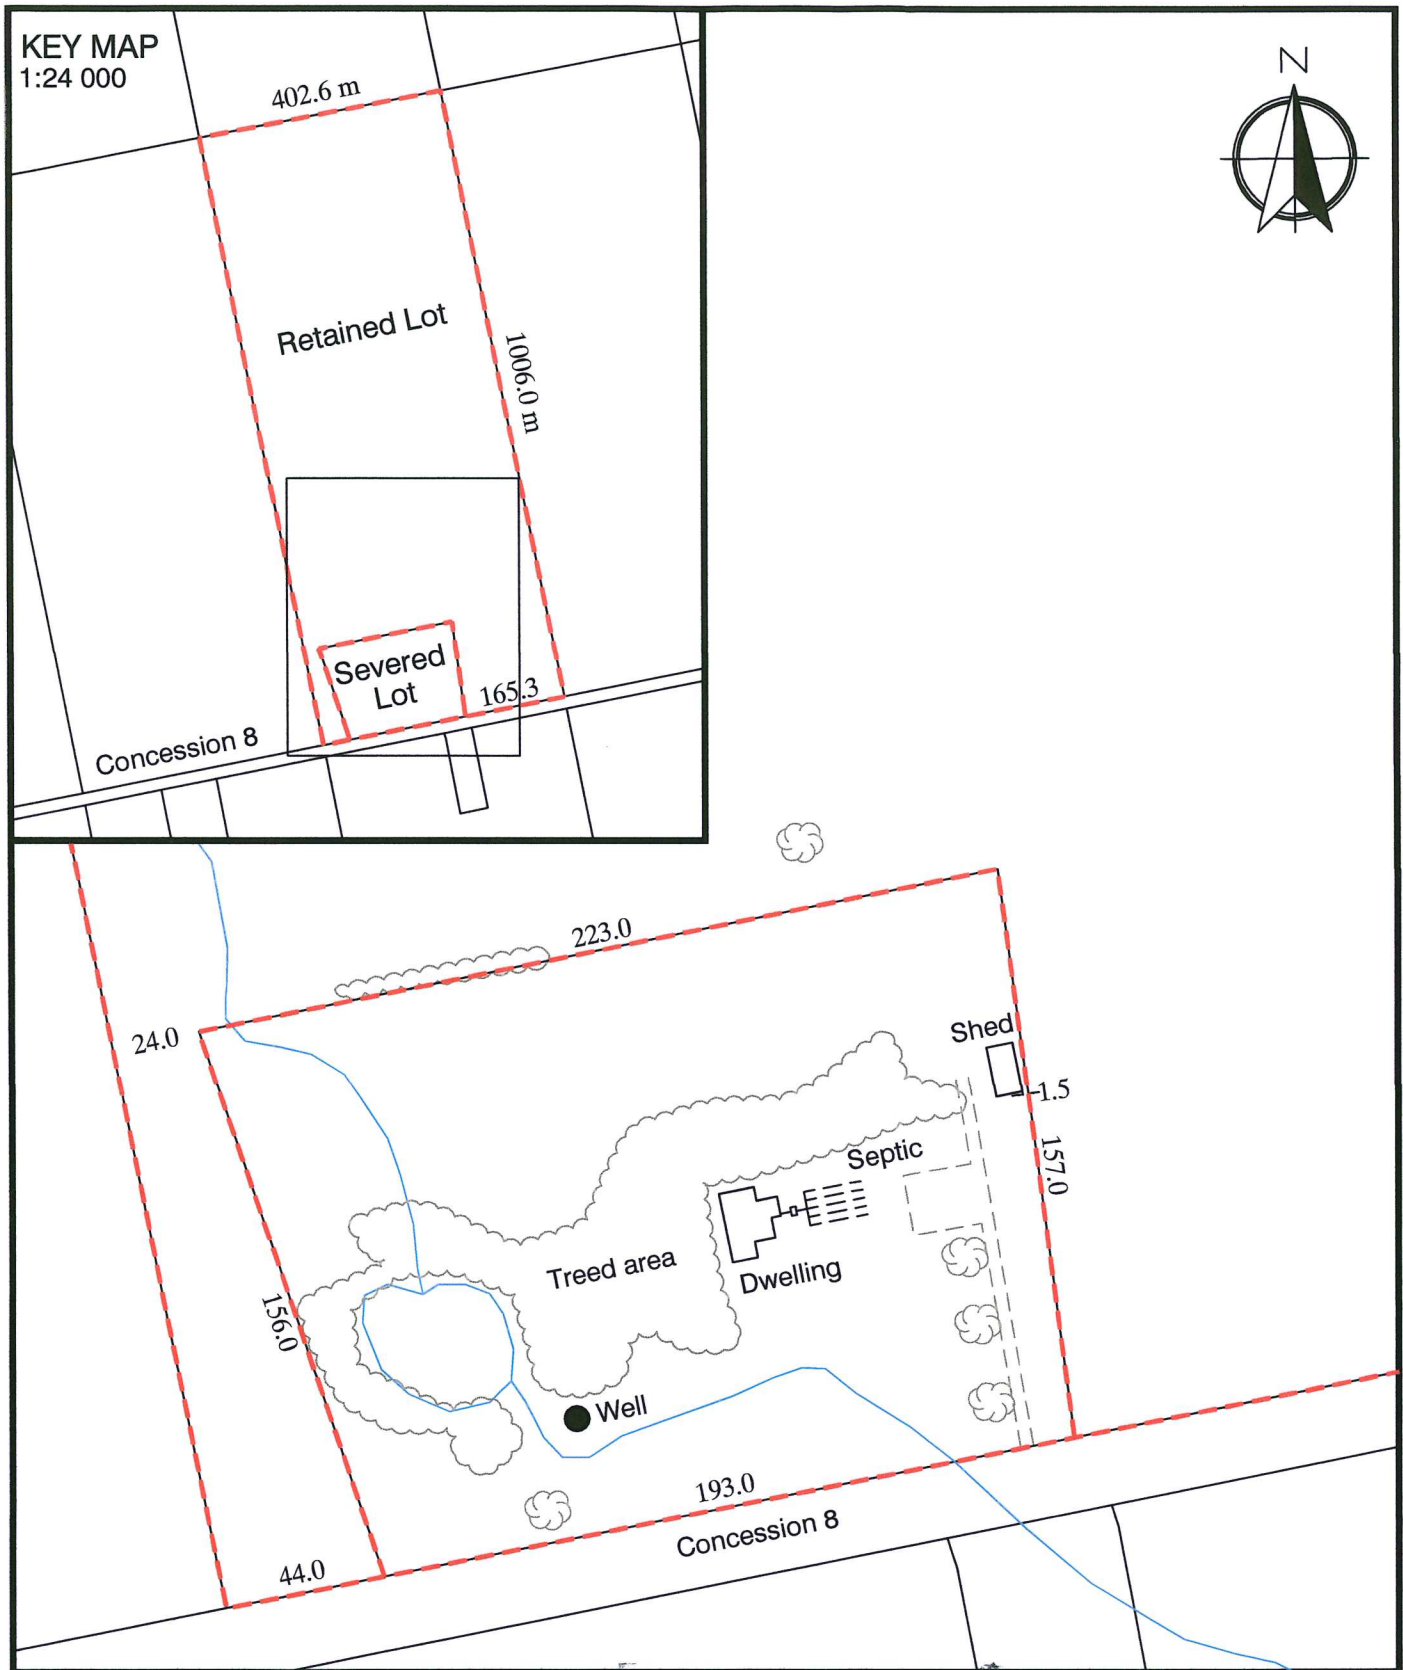 KEY MAP
1:24 000
N
402.6 m
Retained Lot
1006.0 m
Severed
Lot
165.3
Concession 8
223.0
24.0
Shed
1.5
Septic
157.0
Treed area
Dwelling
156.0
Well
193.0
Concession 8
44.0